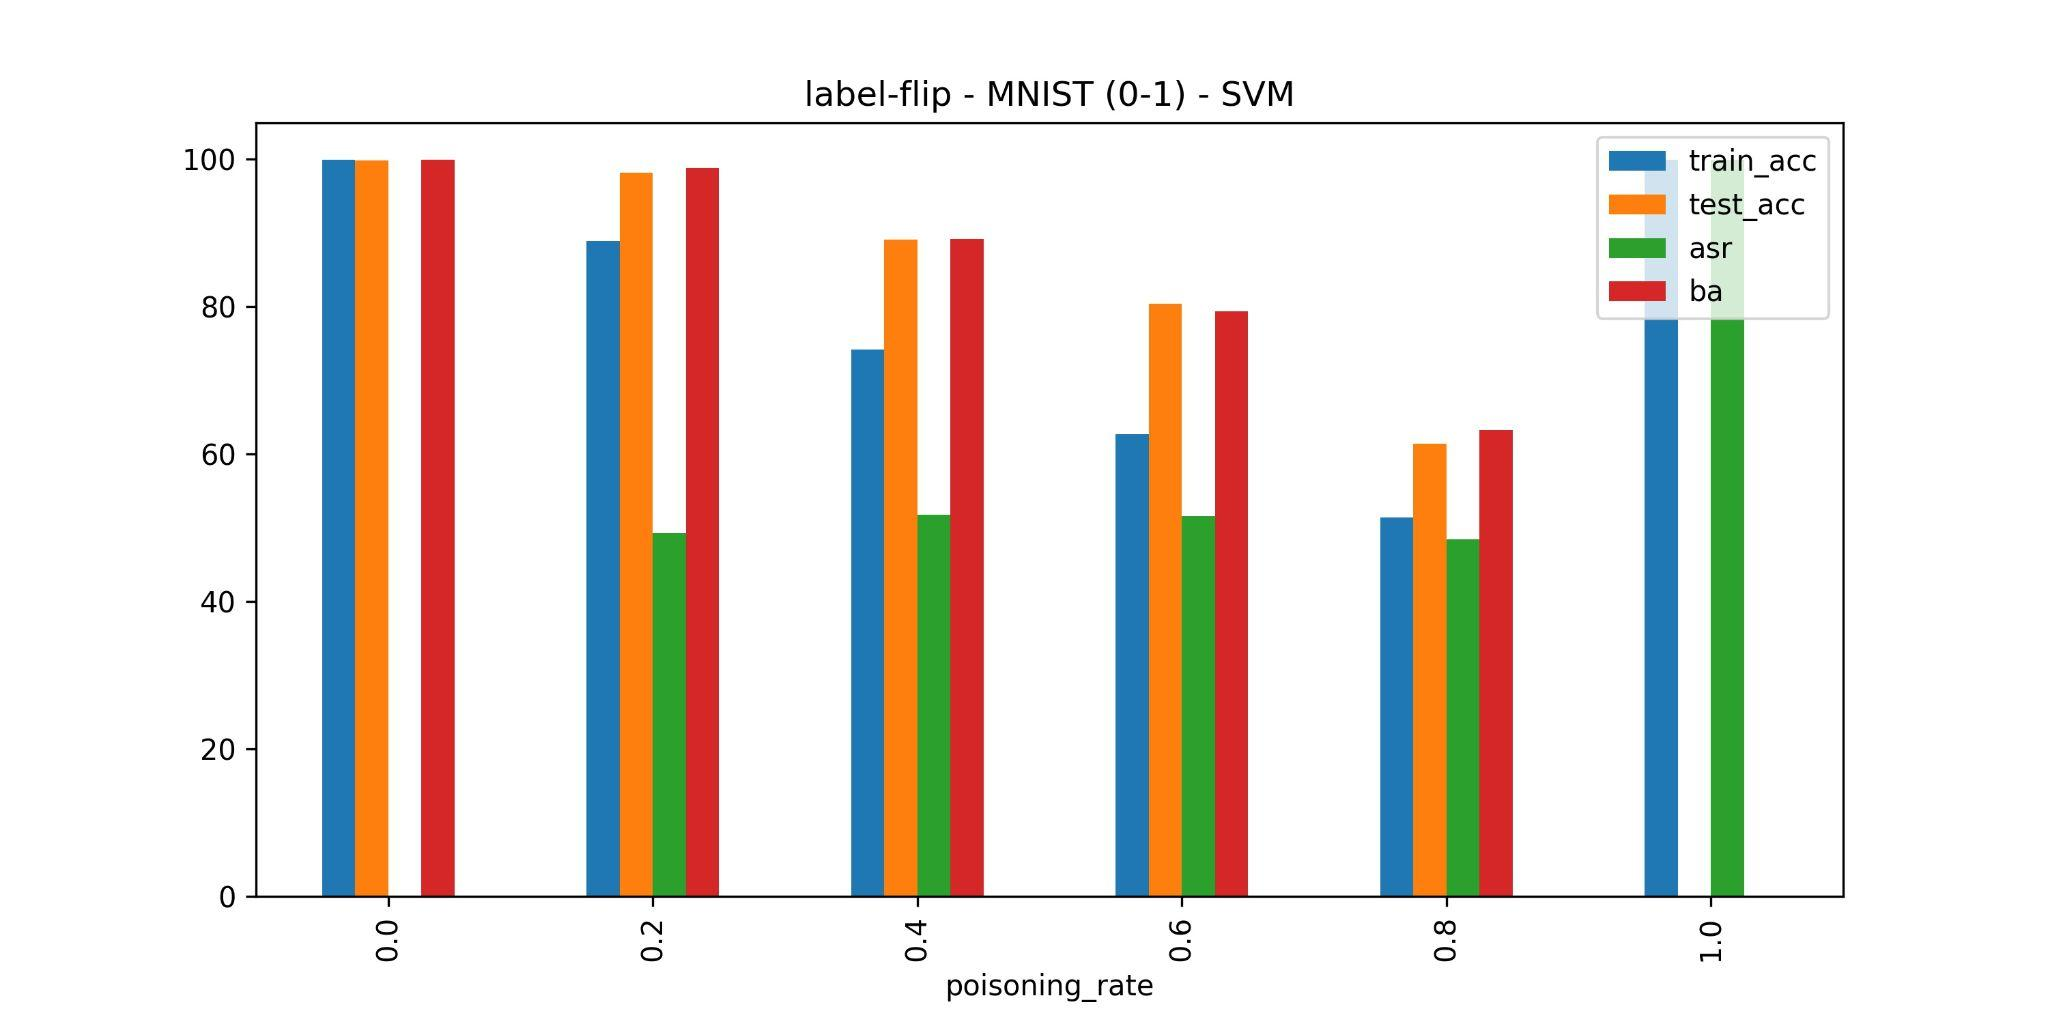 label-flip - MNIST (0-1) - SVM
100
80
60
40
20
0
train_acc
test_acc
asr
ba
0.0
0.2
0.4
0.6
0.8
1.0
poisoning_rate